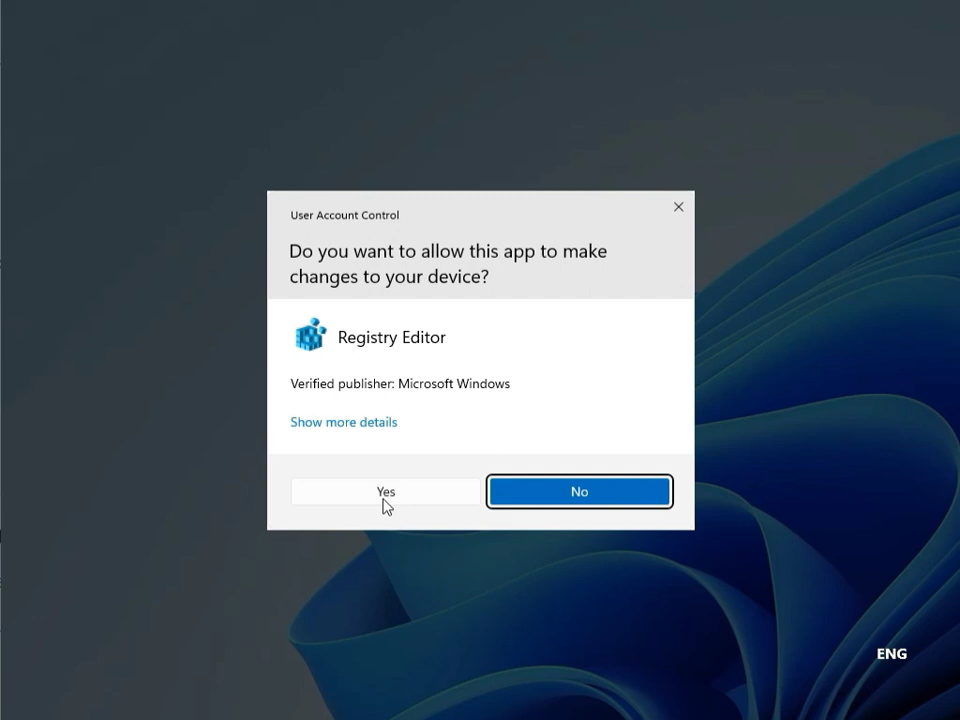 User Account Control
Do you want to allow this app to make
changes to your device?
Registry Editor
Verified publisher: Microsoft Windows
Show more details
Yes
No
ENG